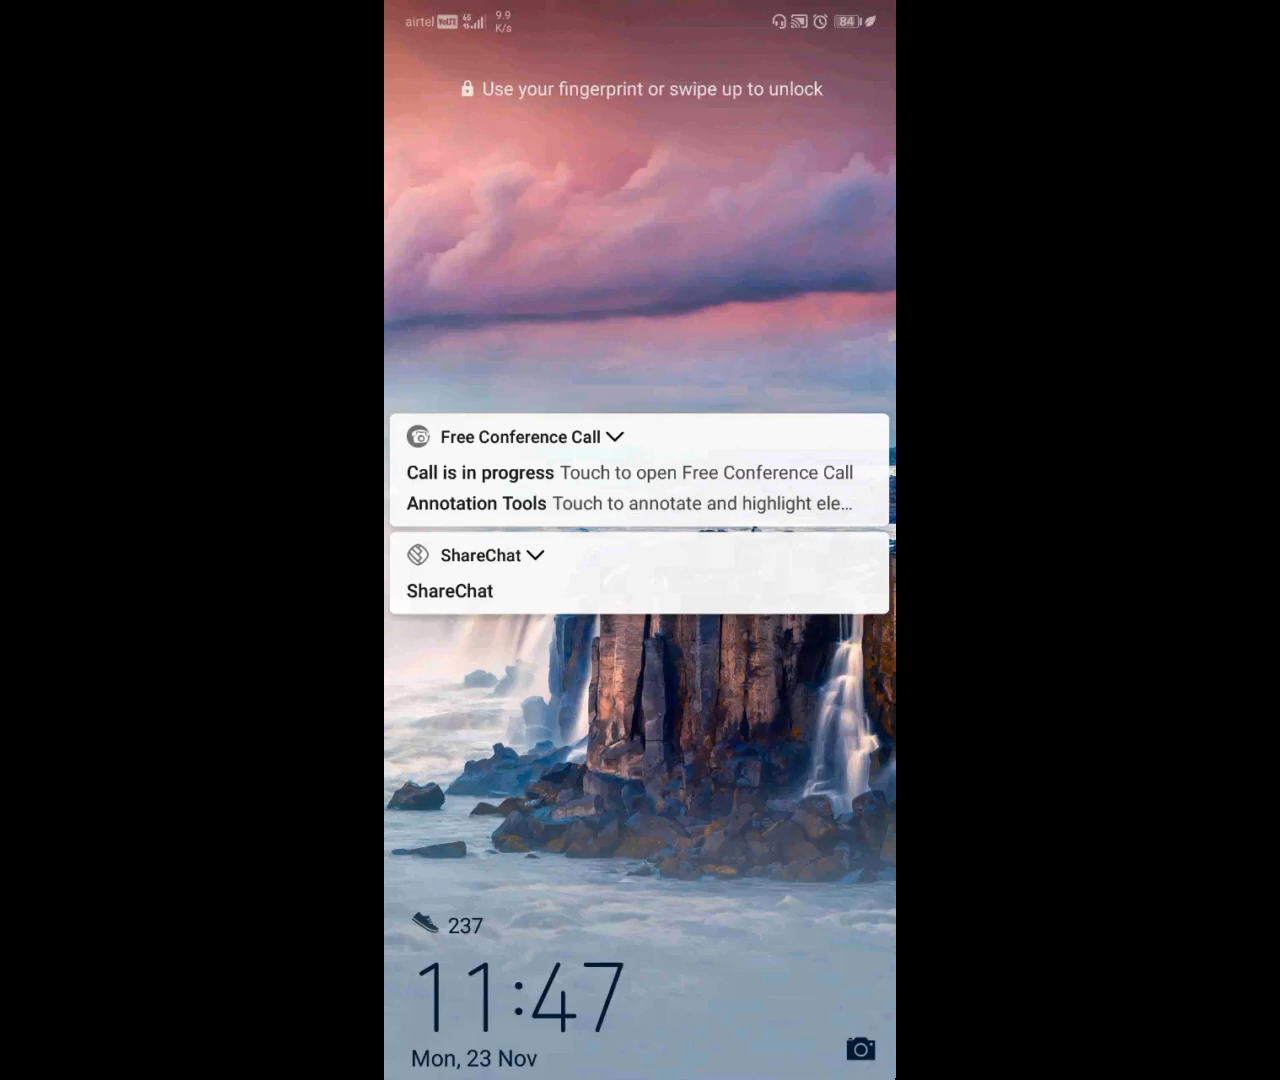 airtel VoLTE 4G 9.9 K/s 84
Use your fingerprint or swipe up to unlock
Free Conference Call
Call is in progress Touch to open Free Conference Call
Annotation Tools Touch to annotate and highlight ele...
ShareChat
ShareChat
237
11:47
Mon, 23 Nov